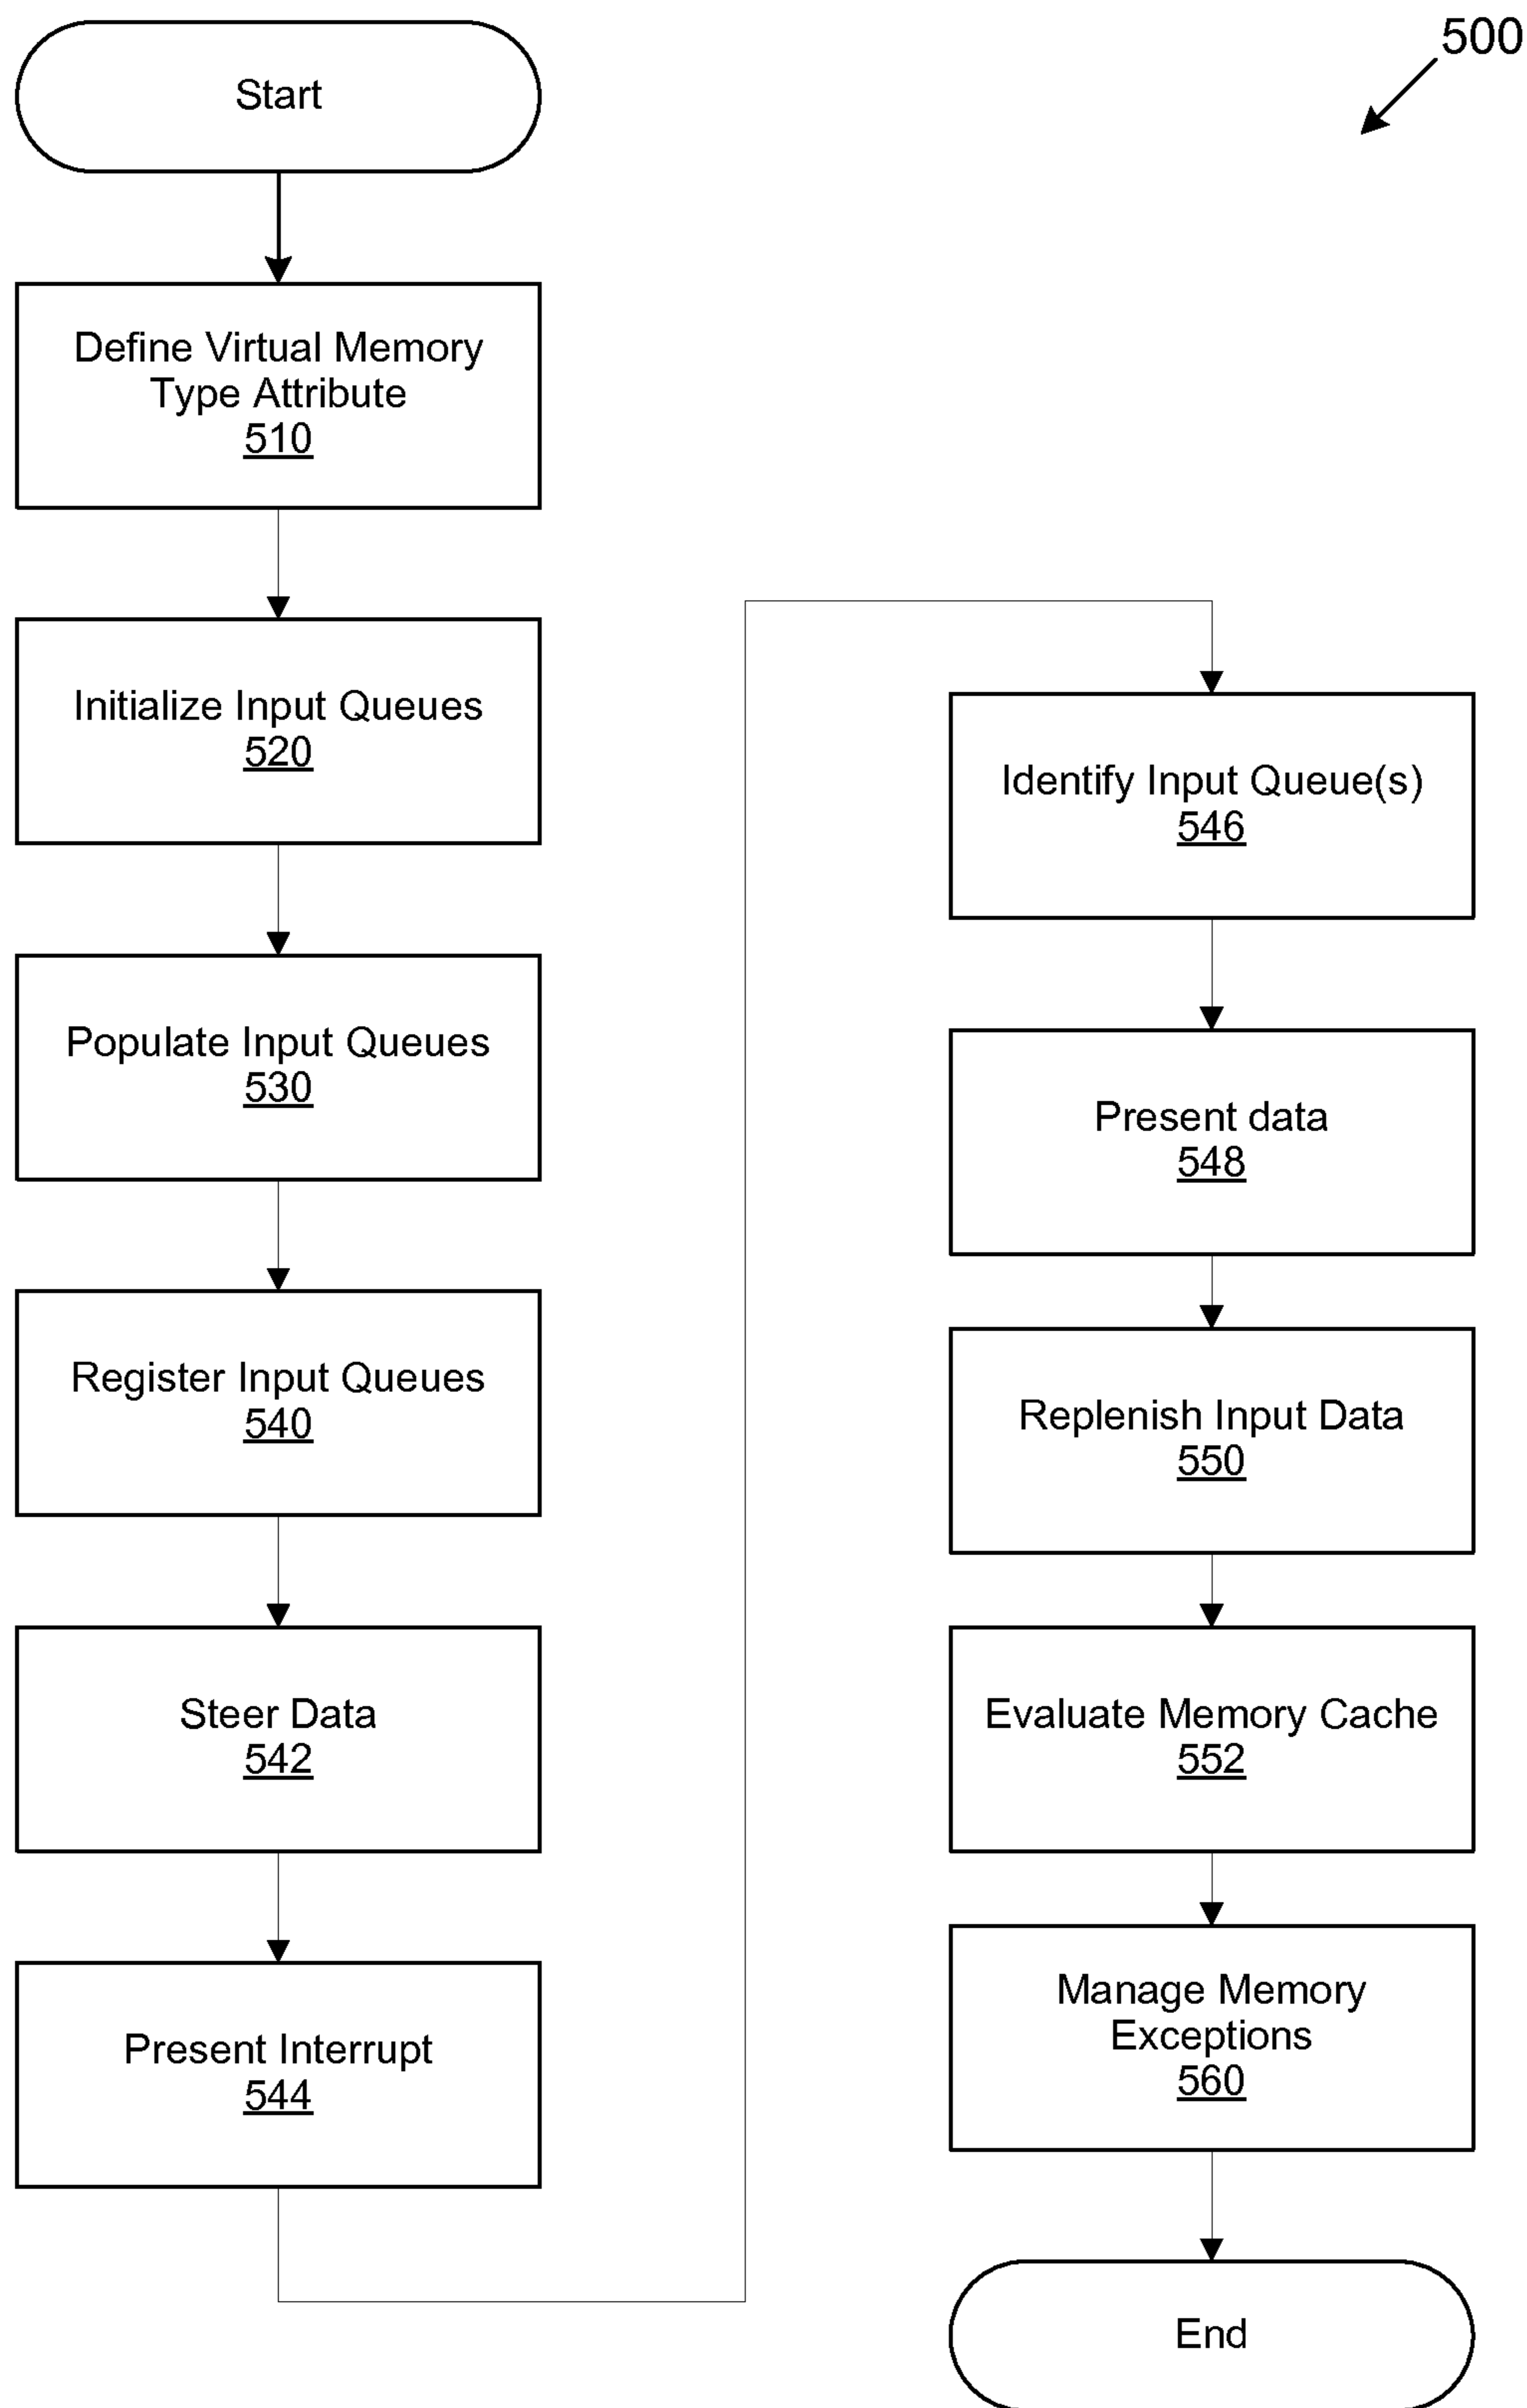 500
Start
Define Virtual Memory
Type Attribute
510
Initialize Input Queues
520
Populate Input Queues
530
Register Input Queues
540
Steer Data
542
Present Interrupt
544
Identify Input Queue(s)
546
Present data
548
Replenish Input Data
550
Evaluate Memory Cache
552
Manage Memory
Exceptions
560
End